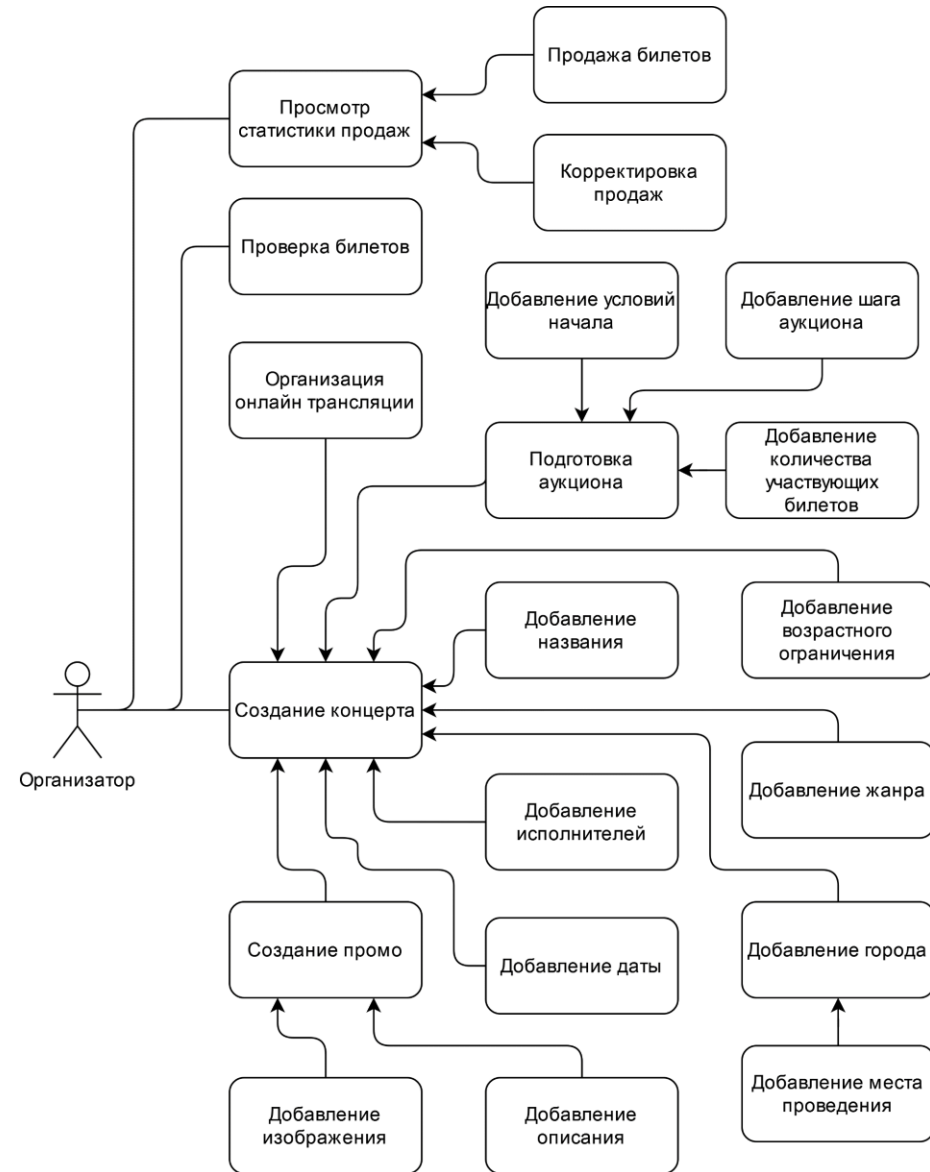 Продажа билетов
Просмотр
статистики продаж
Корректировка
продаж
Проверка билетов
Добавление условий
начала
Добавление шага
аукциона
Организация
онлайн трансляции
Подготовка
аукциона
Добавление
количества
участвующих
билетов
Добавление
названия
Добавление
возрастного
ограничения
Создание концерта
Организатор
Добавление жанра
Добавление
исполнителей
Создание промо
Добавление даты
Добавление города
Добавление
изображения
Добавление
описания
Добавление места
проведения